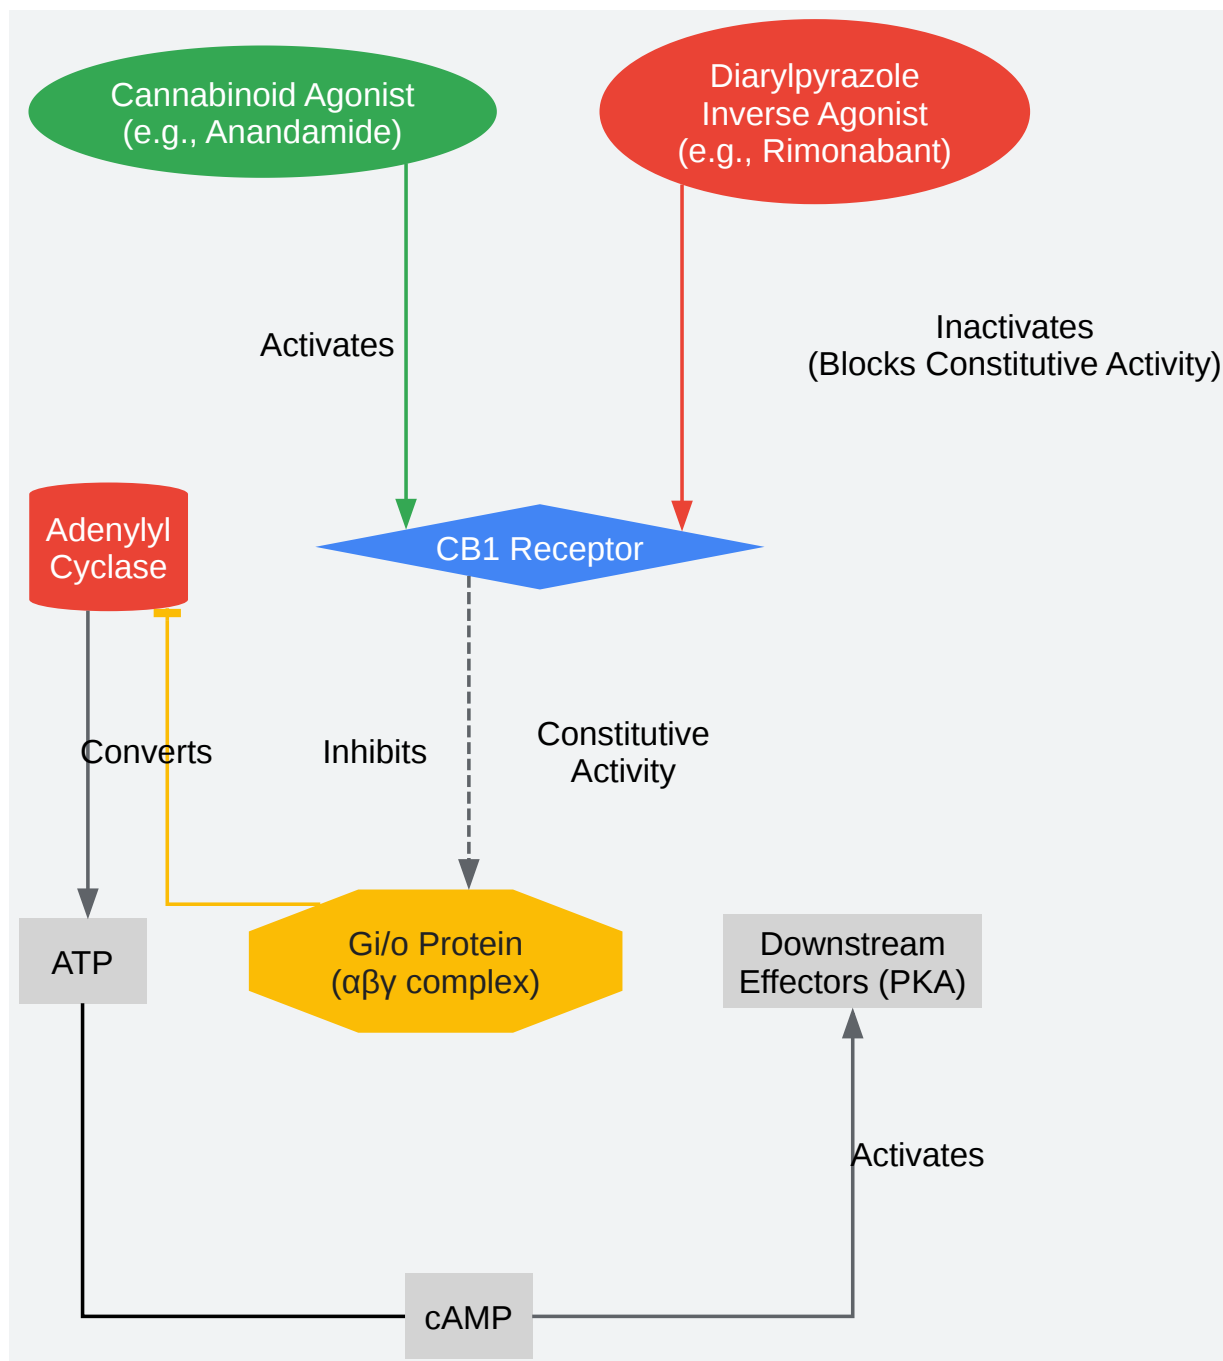 Cannabinoid Agonist
(e.g., Anandamide)
Diarylpyrazole
Inverse Agonist
(e.g., Rimonabant)
Activates
Inactivates
(Blocks Constitutive Activity)
Adenylyl
Cyclase
CB1 Receptor
Converts
Inhibits
Constitutive
Activity
ATP
Gi/o Protein
(αβγ complex)
Downstream
Effectors (PKA)
Activates
cAMP